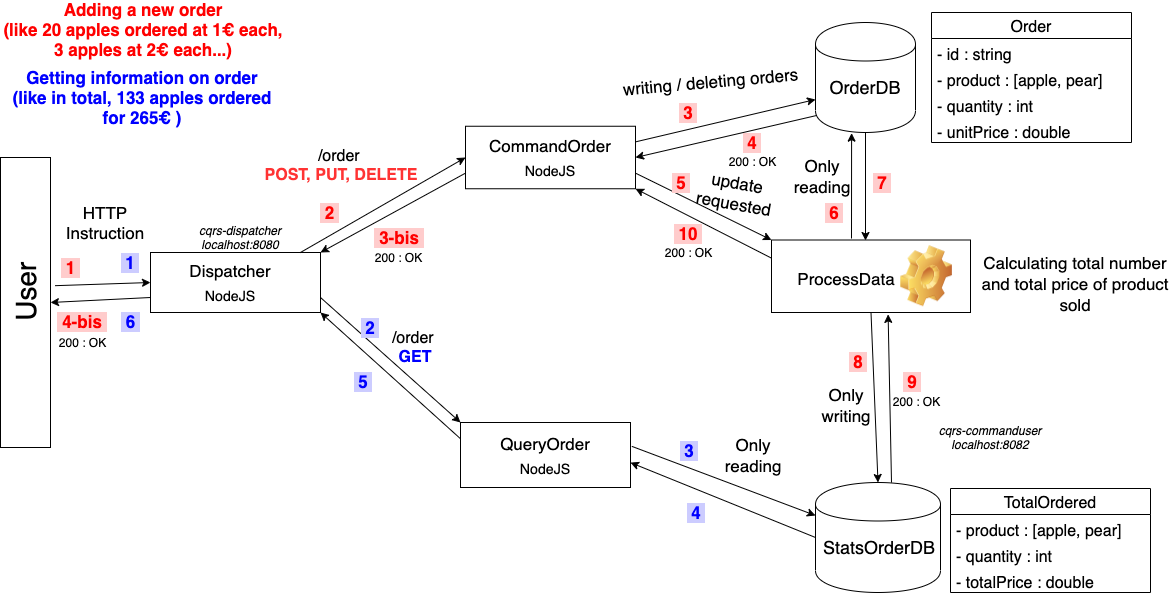 Adding a new order
(like 20 apples ordered at 1€ each,
3 apples at 2€ each...)
Getting information on order
(like in total, 133 apples ordered
for 265€ )
User
HTTP
Instruction
1
1
4-bis
6
200 : OK
cqrs-dispatcher
localhost:8080
Dispatcher
NodeJS
/order
POST, PUT, DELETE
2
3-bis
200 : OK
2
/order
GET
5
CommandOrder
NodeJS
QueryOrder
NodeJS
writing / deleting orders
3
4
200 : OK
5
update
requested
10
200 : OK
OrderDB
Order
- id : string
- product : [apple, pear]
- quantity : int
- unitPrice : double
Only
reading
6
7
ProcessData
Calculating total number
and total price of product
sold
8
Only
writing
9
200 : OK
cqrs-commanduser
localhost:8082
3
Only
reading
4
StatsOrderDB
TotalOrdered
- product : [apple, pear]
- quantity : int
- totalPrice : double